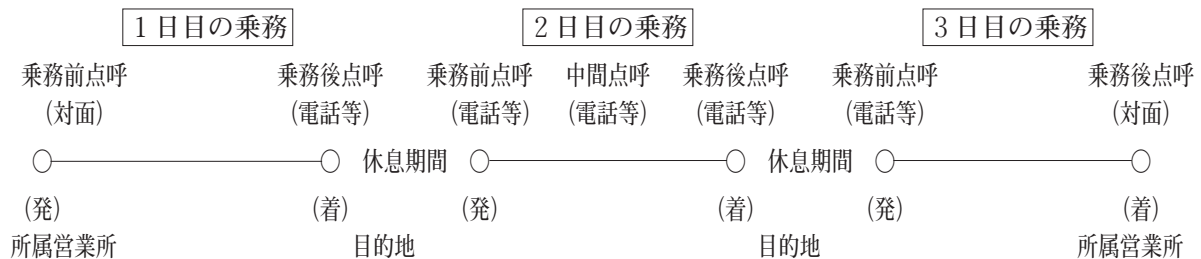 1日目の乗務 2日目の乗務 3日目の乗務
乗務前点呼 乗務後点呼 乗務前点呼 中間点呼 乗務後点呼 乗務前点呼 乗務後点呼
(対面) (電話等) (電話等) (電話等) (電話等) (電話等) (対面)
休息期間 休息期間
(発) (着) (発) (着) (発) (着)
所属営業所 目的地 目的地 所属営業所